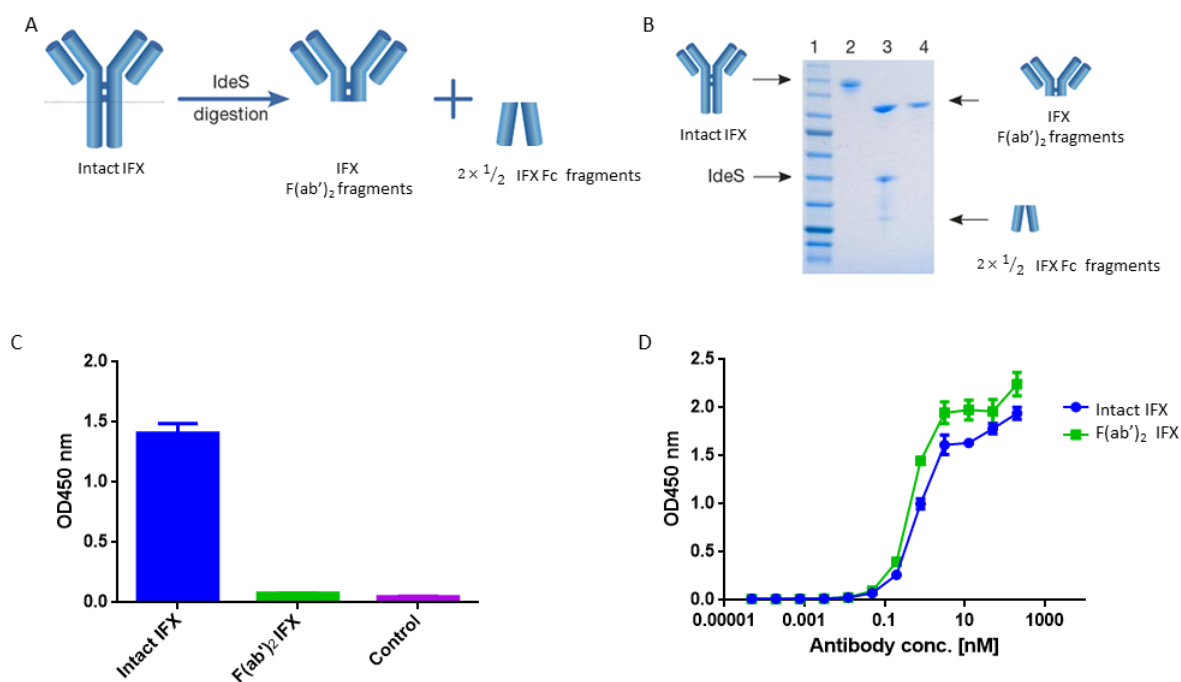 A
IdeS
digestion
Intact IFX
IFX
F(ab')2 fragments
2 × 1/2 IFX Fc fragments
B
1 2 3 4
Intact IFX
IdeS
IFX
F(ab')2 fragments
2 × 1/2 IFX Fc fragments
C
OD450 nm
2.0
1.5
1.0
0.5
0.0
Intact IFX
F(ab')2 IFX
Control
D
OD450 nm
2.5
2.0
1.5
1.0
0.5
0.0
0.00001 0.001 0.1 10 1000
Antibody conc. [nM]
Intact IFX
F(ab')2 IFX